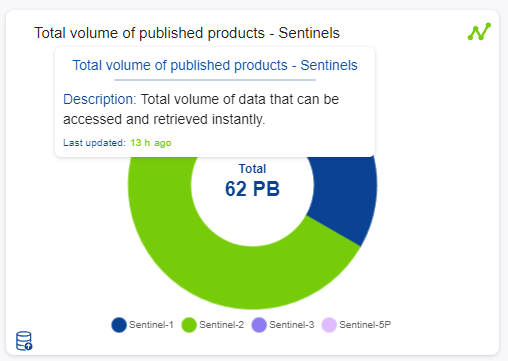 Total volume of published products - Sentinels
Total volume of published products - Sentinels
Description: Total volume of data that can be
accessed and retrieved instantly.
Last updated: 13 h ago
Total
62 PB
Sentinel-1 Sentinel-2 Sentinel-3 Sentinel-5P